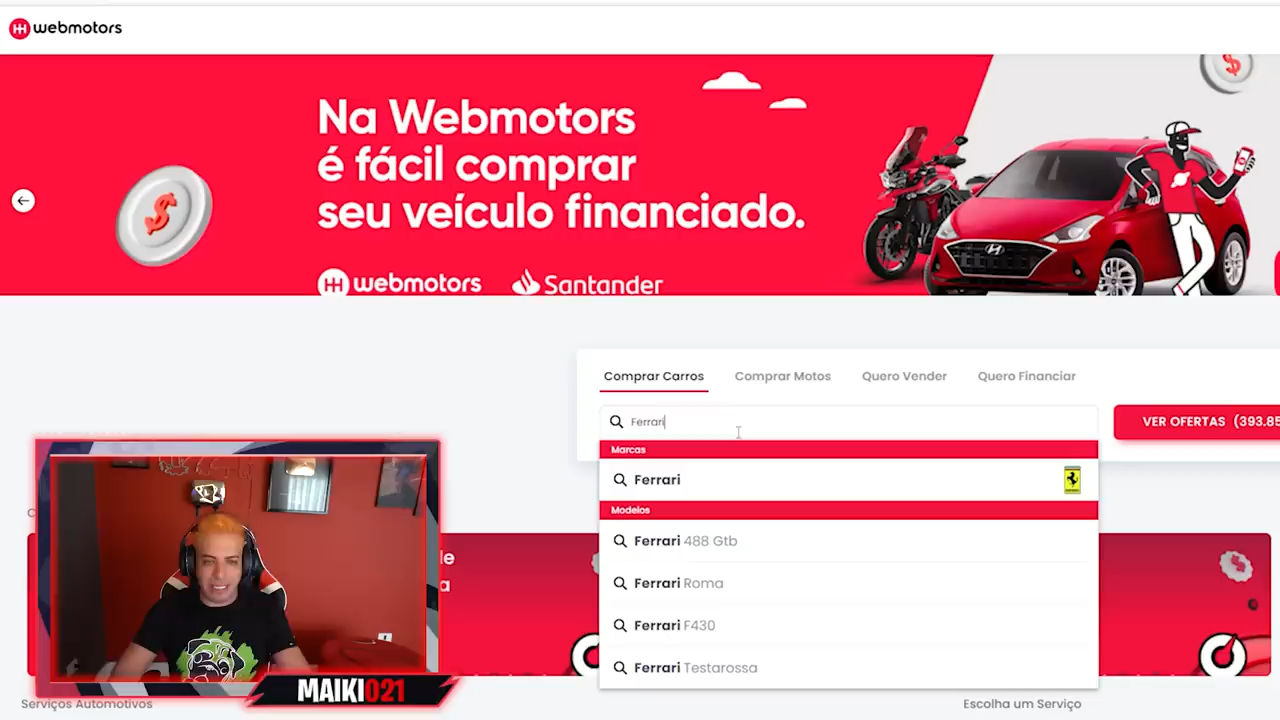 webmotors
Na Webmotors
é fácil comprar
seu veículo financiado.
webmotors Santander
Comprar Carros Comprar Motos Quero Vender Quero Financiar
Ferrari
VER OFERTAS (393.85
Marcas
Ferrari
Modelos
Ferrari 488 Gtb
Ferrari Roma
Ferrari F430
Ferrari Testarossa
MAIKI021
Serviços Automotivos
Escolha um Serviço